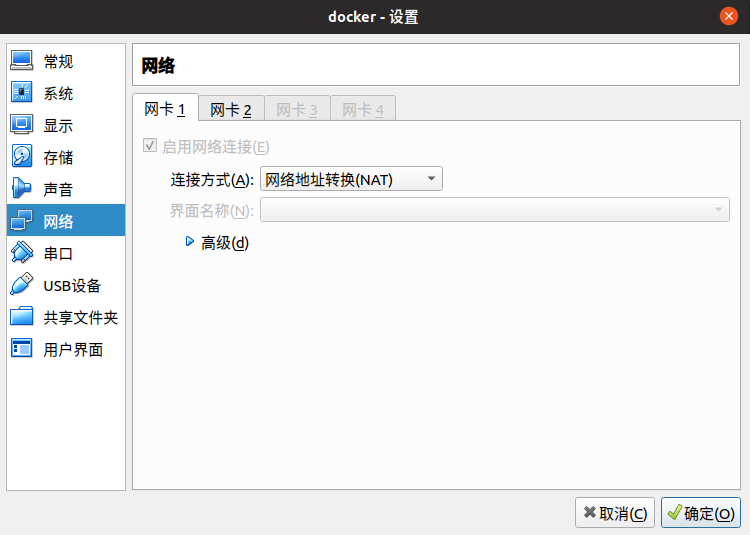 docker - 设置
常规
系统
显示
存储
声音
网络
串口
USB设备
共享文件夹
用户界面
网络
网卡 1 网卡 2 网卡 3 网卡 4
启用网络连接(E)
连接方式(A): 网络地址转换(NAT)
界面名称(N):
高级(d)
取消(C) 确定(O)